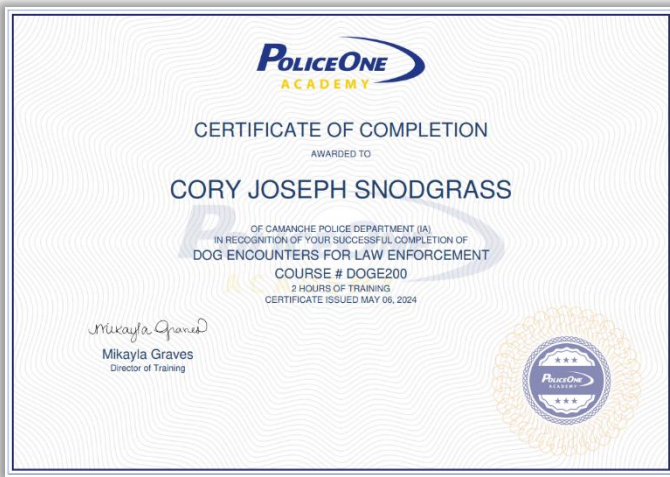 POLICEONE
ACADEMY
CERTIFICATE OF COMPLETION
AWARDED TO
CORY JOSEPH SNODGRASS
OF CAMANCHE POLICE DEPARTMENT (IA)
IN RECOGNITION OF YOUR SUCCESSFUL COMPLETION OF
DOG ENCOUNTERS FOR LAW ENFORCEMENT
COURSE # DOGE200
2 HOURS OF TRAINING
CERTIFICATE ISSUED MAY 06, 2024
Mikayla Graves
Mikayla Graves
Director of Training
POLICEONE
ACADEMY